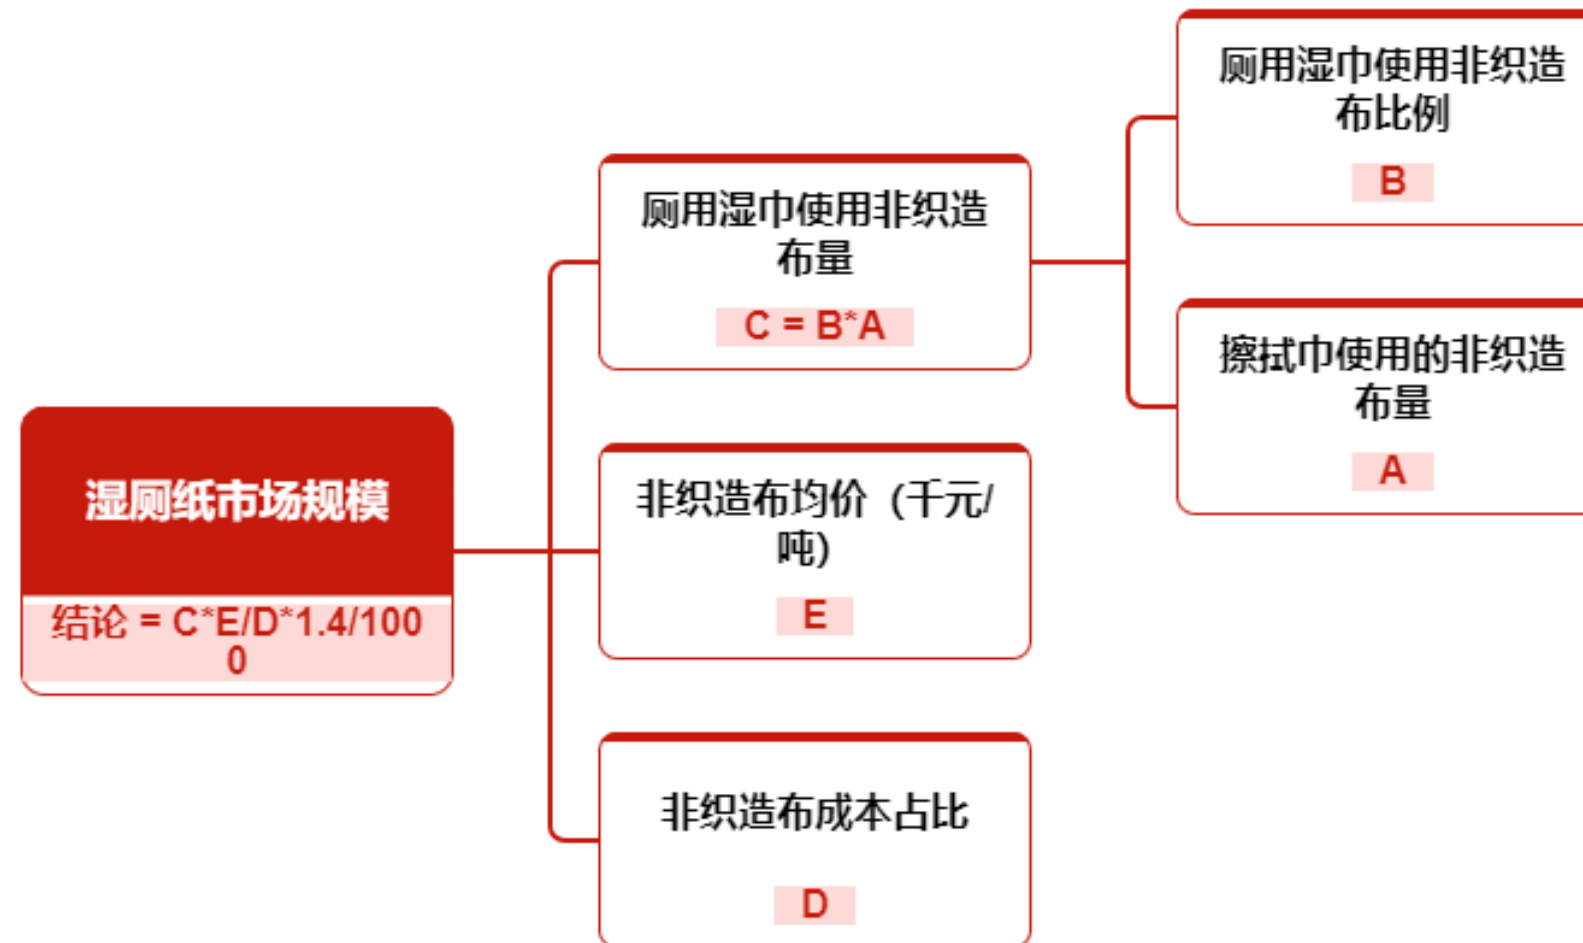 湿厕纸市场规模
结论 = C*E/D*1.4/100
0
厕用湿巾使用非织造
布量
C = B*A
非织造布均价（千元/
吨）
E
非织造布成本占比
D
厕用湿巾使用非织造
布比例
B
擦拭巾使用的非织造
布量
A